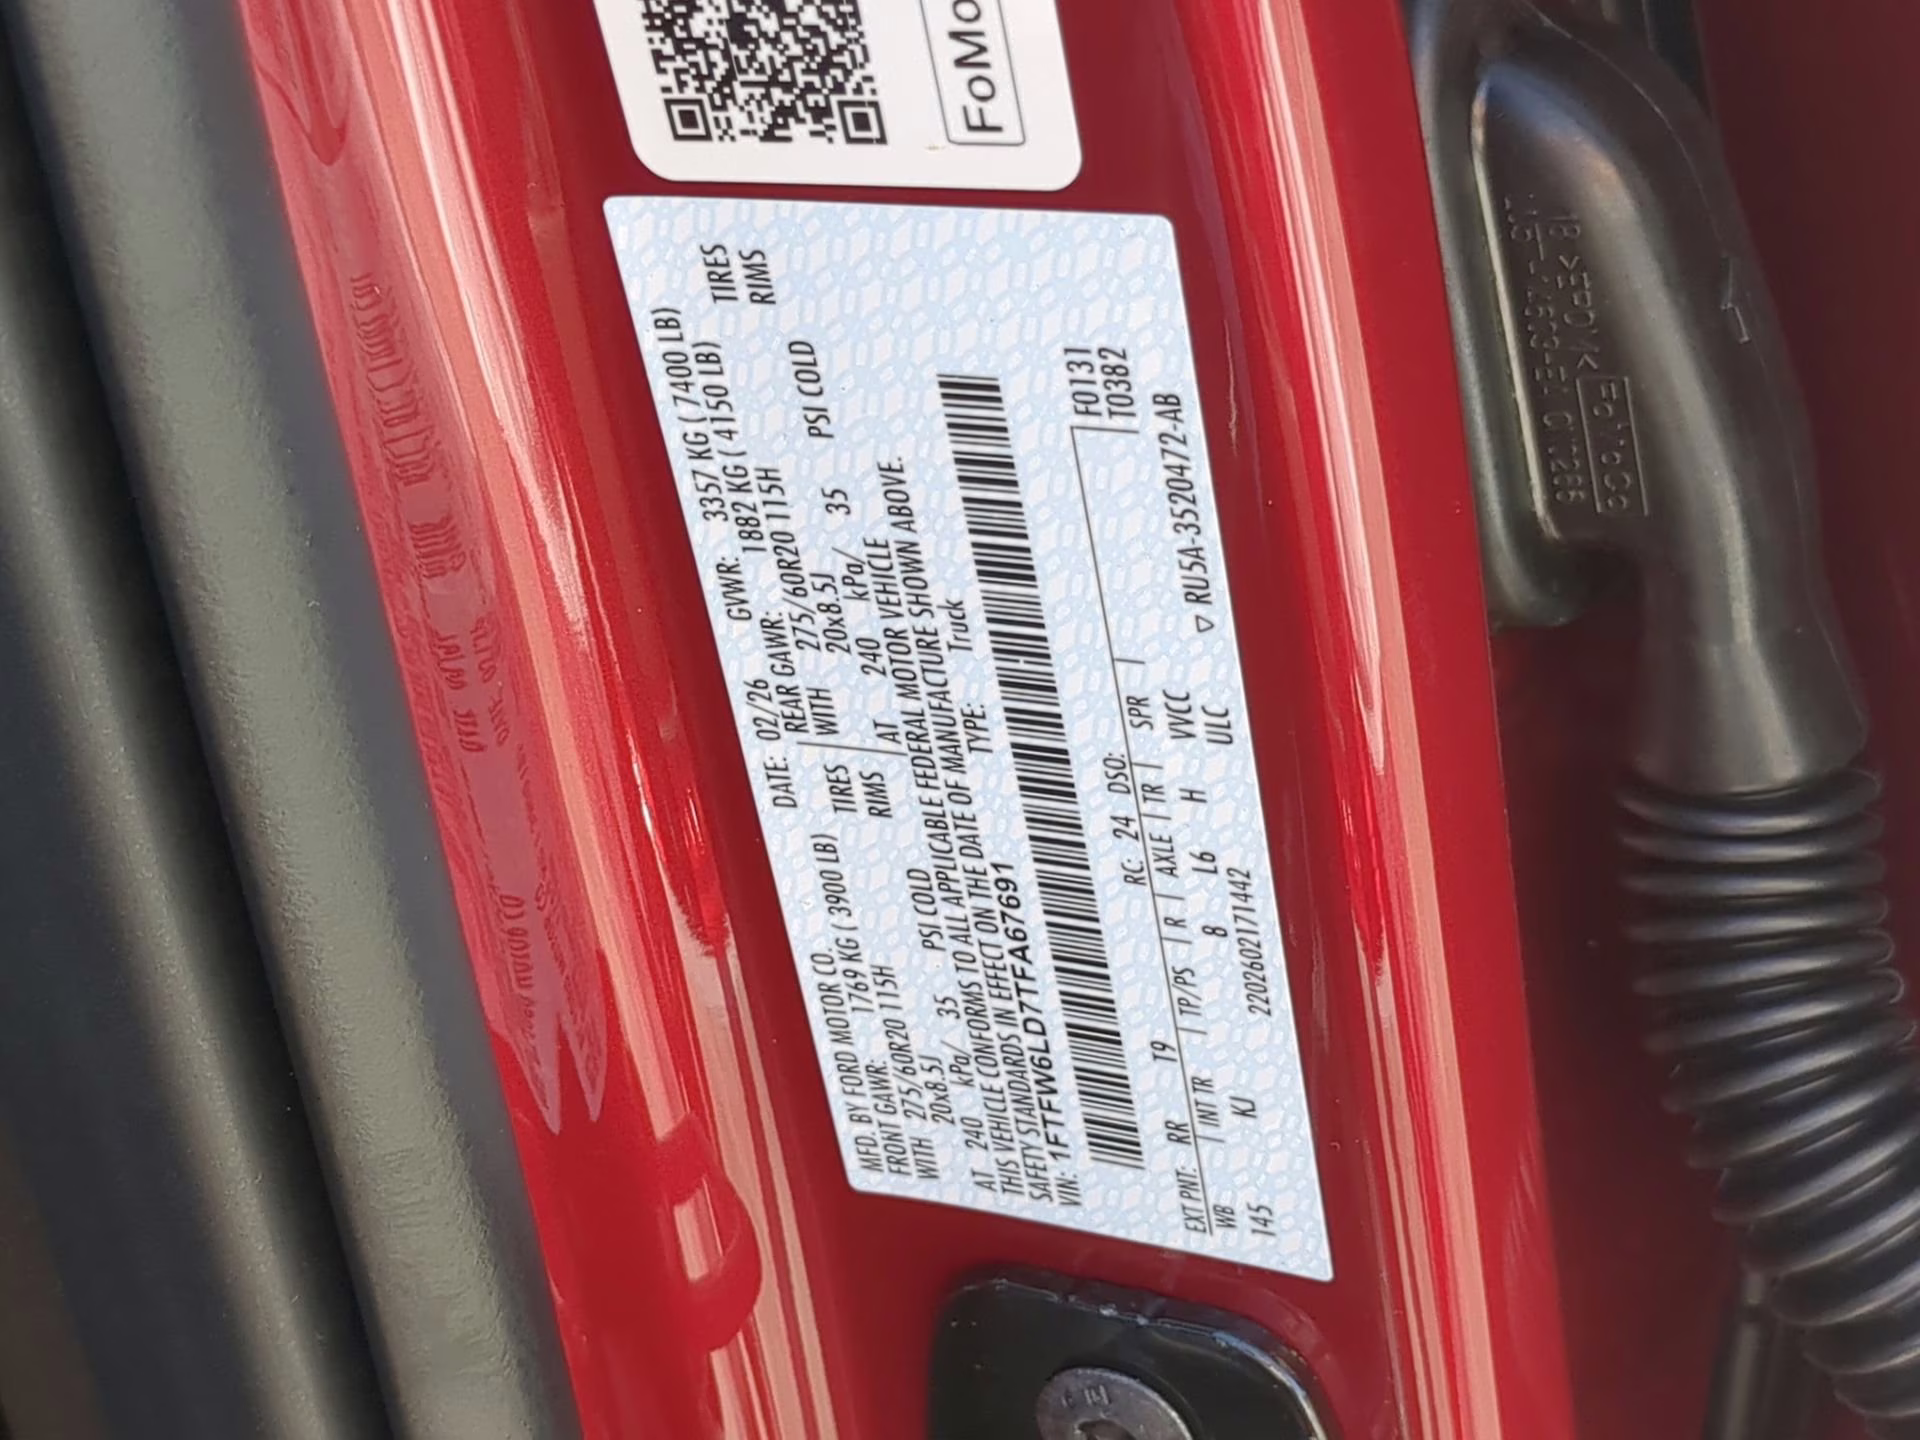 FoMo
MFD. BY FORD MOTOR CO. DATE: 02/26 GVWR: 3357 KG ( 7400 LB)
FRONT GAWR: 1769 KG ( 3900 LB) REAR GAWR: 1882 KG ( 4150 LB)
WITH 275/60R20 115H TIRES WITH 275/60R20 115H TIRES
20x8.5J RIMS 20x8.5J RIMS
AT 240 kPa/ 35 PSI COLD AT 240 kPa/ 35 PSI COLD
THIS VEHICLE CONFORMS TO ALL APPLICABLE FEDERAL MOTOR VEHICLE
SAFETY STANDARDS IN EFFECT ON THE DATE OF MANUFACTURE SHOWN ABOVE.
VIN: 1FTFW6LD7TFA67691 TYPE: Truck
F0131
T0382
EXT PNT: RR T9 RC: 24 DSO:
WB INT TR TP/PS R AXLE TR SPR
145 KJ 8 L6 H VVCC
2202602171442 ULC
▽ RU5A-3520472-AB
>EPDM<
FoMoCo